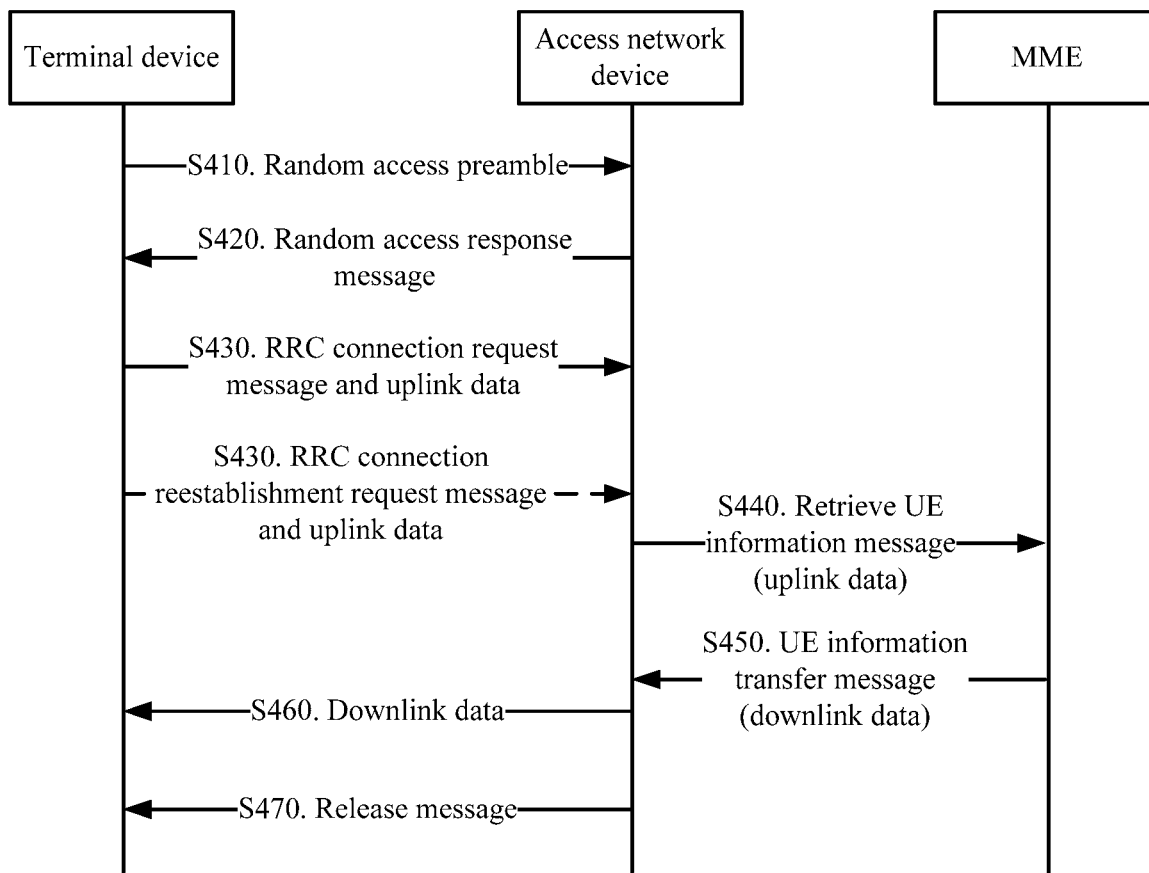 Terminal device
Access network
device
MME
S410. Random access preamble
S420. Random access response
message
S430. RRC connection request
message and uplink data
S430. RRC connection
reestablishment request message
and uplink data
S440. Retrieve UE
information message
(uplink data)
S450. UE information
transfer message
(downlink data)
S460. Downlink data
S470. Release message